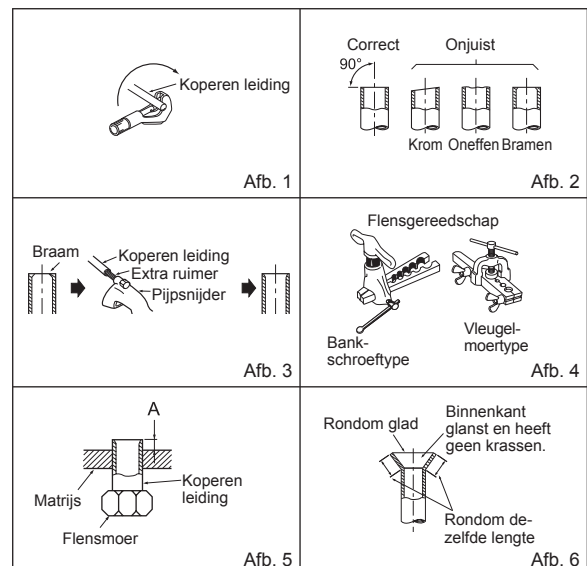 Koperen leiding
Afb. 1
Correct
Onjuist
90°
Krom
Oneffen
Bramen
Afb. 2
Braam
Koperen leiding
Extra ruimer
Pijpsnijder
Afb. 3
Flensgereedschap
Bank-
schroeftype
Vleugel-
moertype
Afb. 4
A
Matrijs
Koperen
leiding
Flensmoer
Afb. 5
Rondom glad
Binnenkant
glanst en heeft
geen krassen.
Rondom de-
zelfde lengte
Afb. 6